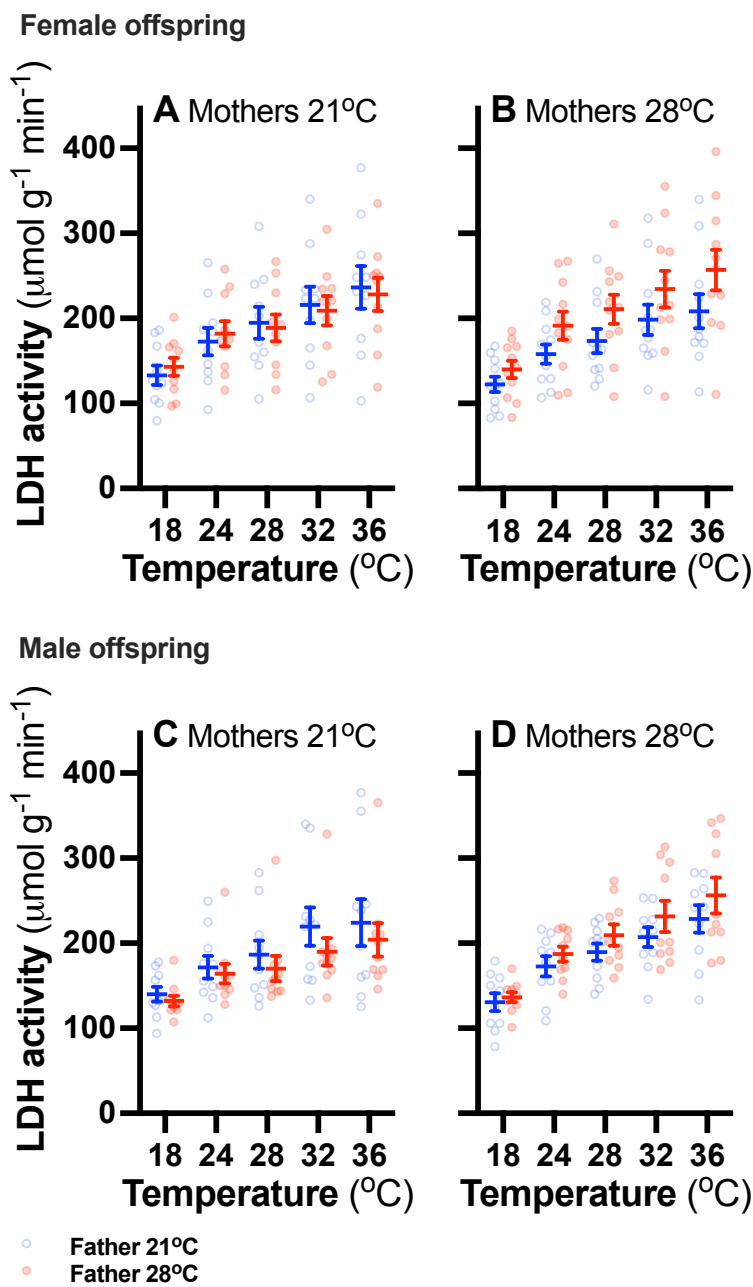 Female offspring
A Mothers 21ºC
B Mothers 28ºC
LDH activity (μmol g⁻¹ min⁻¹)
400
300
200
100
0
18 24 28 32 36
18 24 28 32 36
Temperature (ºC)
Temperature (ºC)
Male offspring
C Mothers 21ºC
D Mothers 28ºC
LDH activity (μmol g⁻¹ min⁻¹)
400
300
200
100
0
18 24 28 32 36
18 24 28 32 36
Temperature (ºC)
Temperature (ºC)
Father 21ºC
Father 28ºC